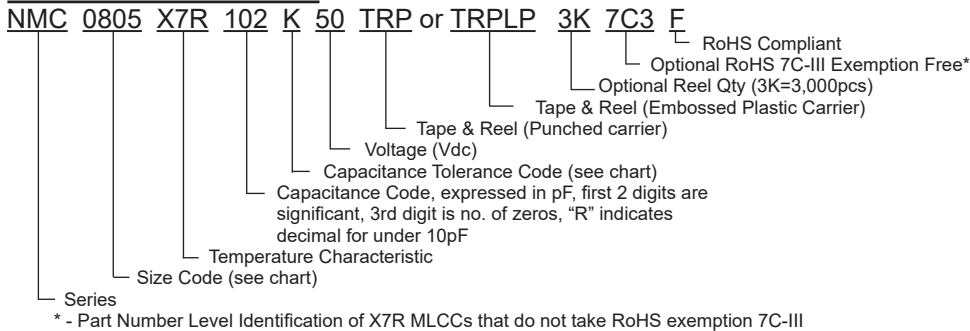 NMC 0805 X7R 102 K 50 TRP or TRPLP 3K 7C3 F
RoHS Compliant
Optional RoHS 7C-III Exemption Free*
Optional Reel Qty (3K=3,000pcs)
Tape & Reel (Embossed Plastic Carrier)
Tape & Reel (Punched carrier)
Voltage (Vdc)
Capacitance Tolerance Code (see chart)
Capacitance Code, expressed in pF, first 2 digits are
significant, 3rd digit is no. of zeros, “R” indicates
decimal for under 10pF
Temperature Characteristic
Size Code (see chart)
Series
* - Part Number Level Identification of X7R MLCCs that do not take RoHS exemption 7C-III